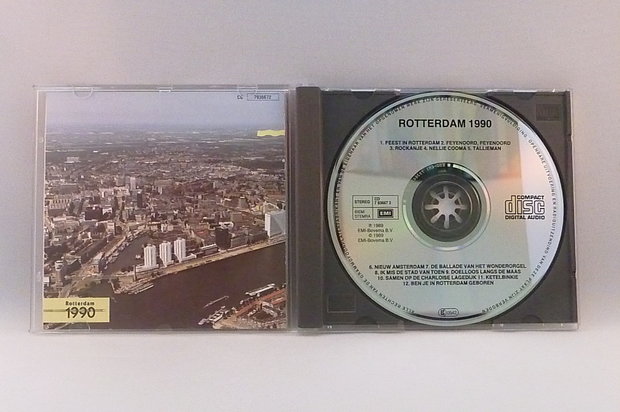 CD 7936672
Rotterdam
1990
ROTTERDAM 1990
1. FEEST IN ROTTERDAM 2. FEYENOORD, FEYENOORD
3. ROCKANJE 4. NELLIE COOMA 5. TALLIEMAN
STEREO
STEMRA
EMI
℗ 1989
EMI-Bovema B.V.
© 1989
EMI-Bovema B.V.
COMPACT
disc
DIGITAL AUDIO
6. NIEUW AMSTERDAM 7. DE BALLADE VAN HET WONDERORGEL
8. IK MIS DE STAD VAN TOEN 9. DOELLOOS LANGS DE MAAS
10. SAMEN OP DE CHARLOISE LAGEDIJK 11. KETELBINKIE
12. BEN JE IN ROTTERDAM GEBOREN